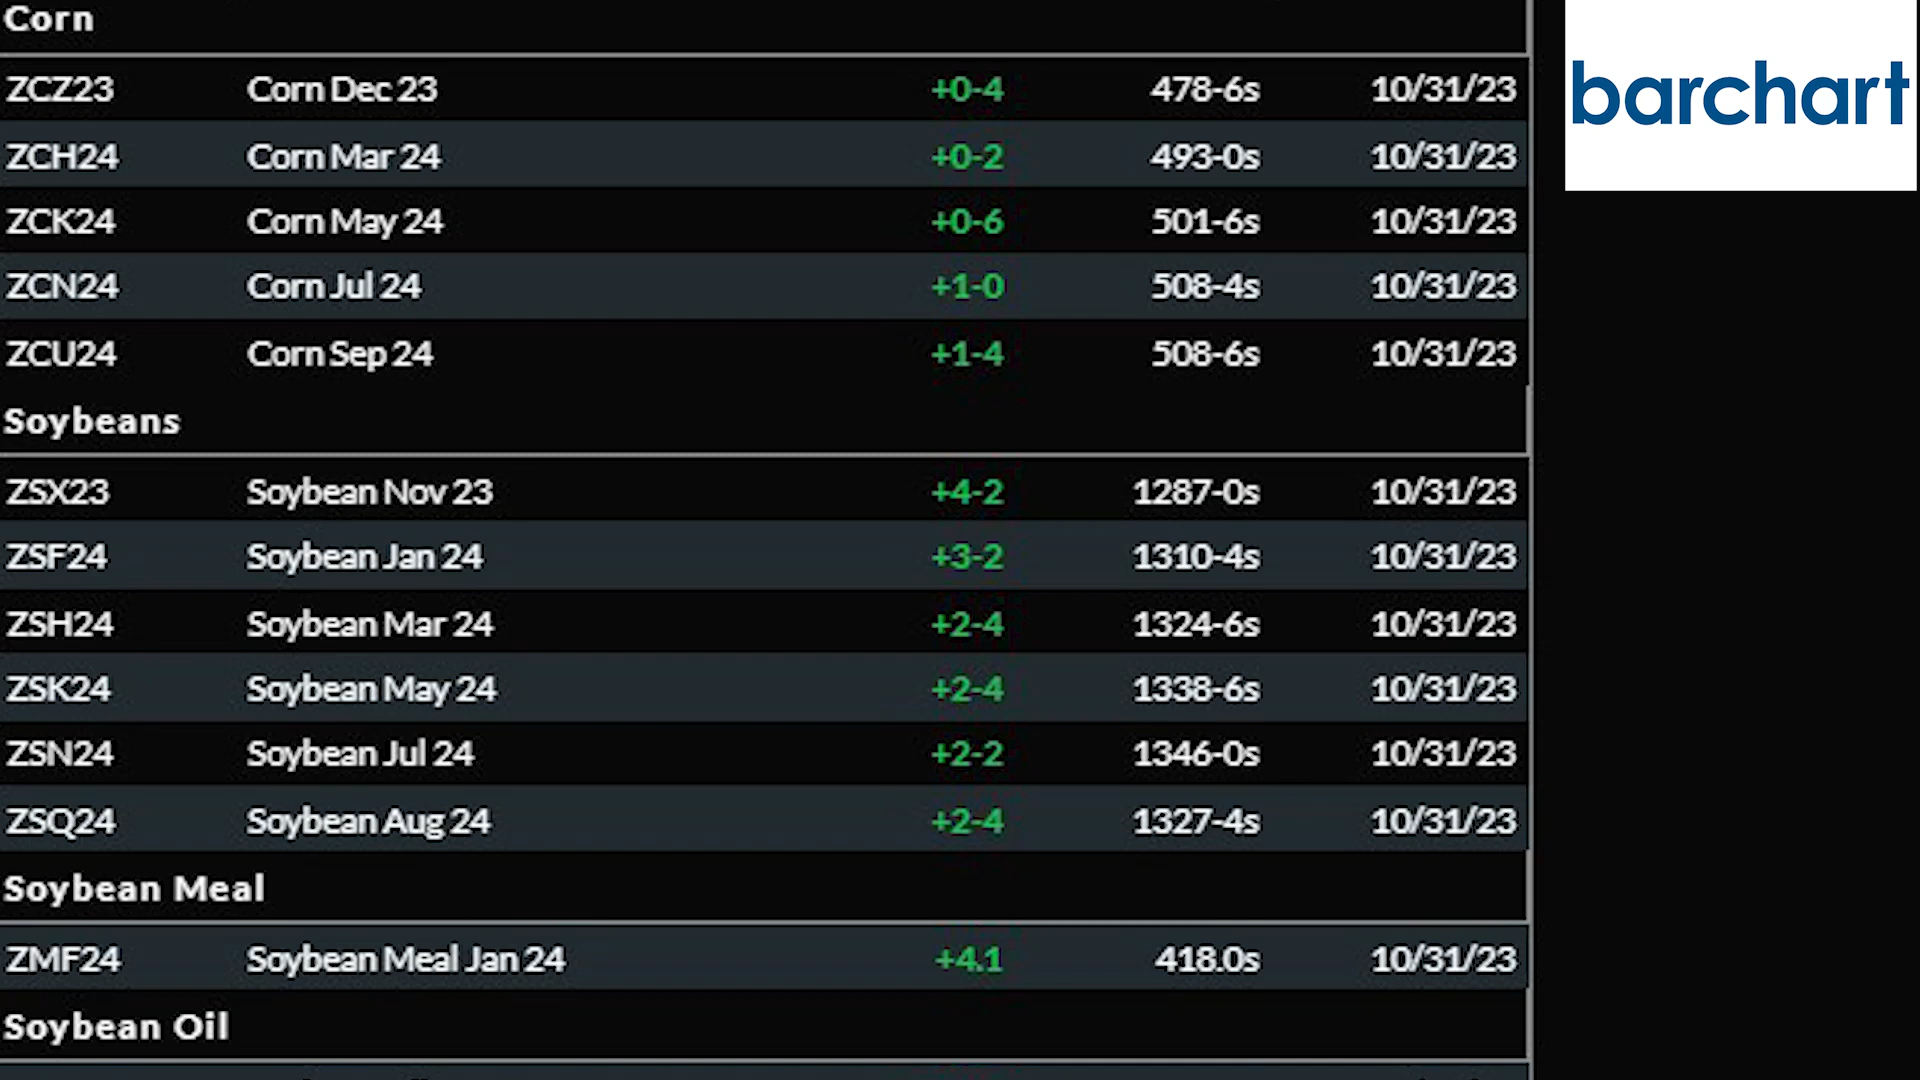 Corn
barchart
ZCZ23 Corn Dec 23 +0-4 478-6s 10/31/23
ZCH24 Corn Mar 24 +0-2 493-0s 10/31/23
ZCK24 Corn May 24 +0-6 501-6s 10/31/23
ZCN24 Corn Jul 24 +1-0 508-4s 10/31/23
ZCU24 Corn Sep 24 +1-4 508-6s 10/31/23
Soybeans
ZSX23 Soybean Nov 23 +4-2 1287-0s 10/31/23
ZSF24 Soybean Jan 24 +3-2 1310-4s 10/31/23
ZSH24 Soybean Mar 24 +2-4 1324-6s 10/31/23
ZSK24 Soybean May 24 +2-4 1338-6s 10/31/23
ZSN24 Soybean Jul 24 +2-2 1346-0s 10/31/23
ZSQ24 Soybean Aug 24 +2-4 1327-4s 10/31/23
Soybean Meal
ZMF24 Soybean Meal Jan 24 +4.1 418.0s 10/31/23
Soybean Oil